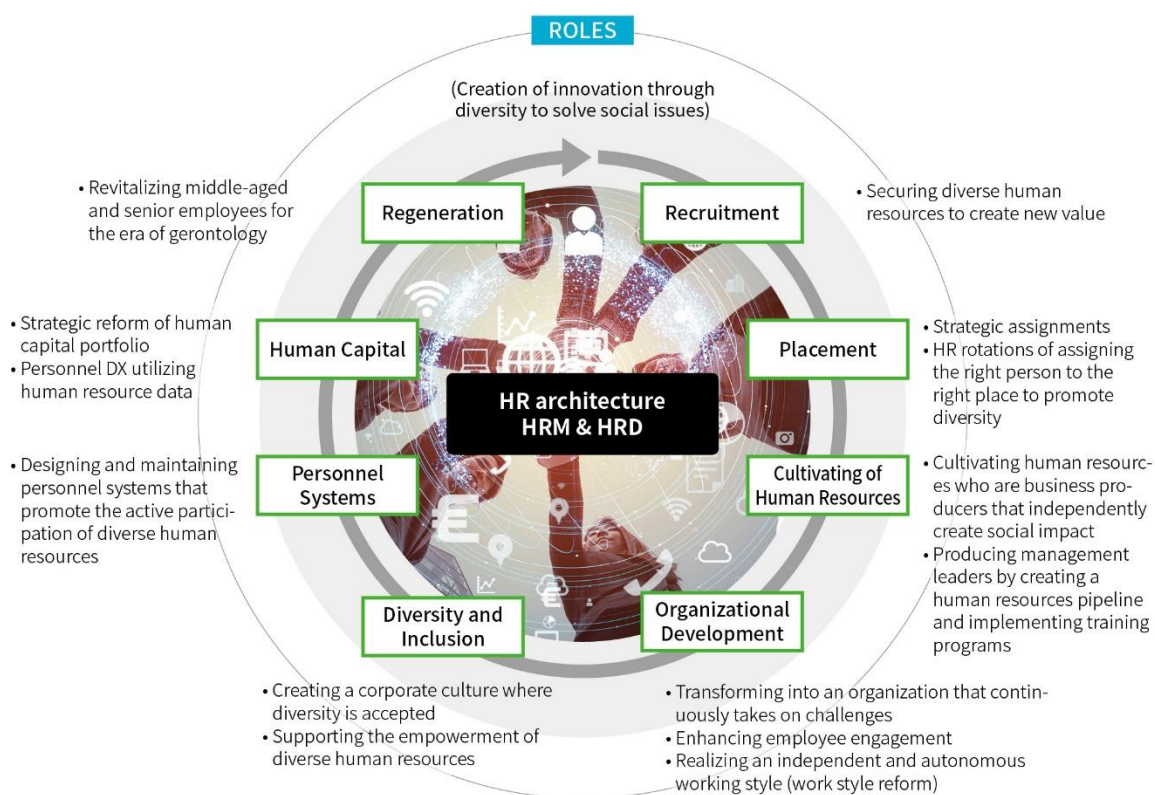 ROLES
(Creation of innovation through
diversity to solve social issues)
Regeneration
• Revitalizing middle-aged
and senior employees for
the era of gerontology
Recruitment
• Securing diverse human
resources to create new value
Human Capital
• Strategic reform of human
capital portfolio
• Personnel DX utilizing
human resource data
Placement
• Strategic assignments
• HR rotations of assigning
the right person to the
right place to promote
diversity
HR architecture
HRM & HRD
Personnel
Systems
• Designing and maintaining
personnel systems that
promote the active partici-
pation of diverse human
resources
Cultivating of
Human Resources
• Cultivating human resourc-
es who are business pro-
ducers that independently
create social impact
• Producing management
leaders by creating a
human resources pipeline
and implementing training
programs
Diversity and
Inclusion
• Creating a corporate culture where
diversity is accepted
• Supporting the empowerment of
diverse human resources
Organizational
Development
• Transforming into an organization that contin-
uously takes on challenges
• Enhancing employee engagement
• Realizing an independent and autonomous
working style (work style reform)